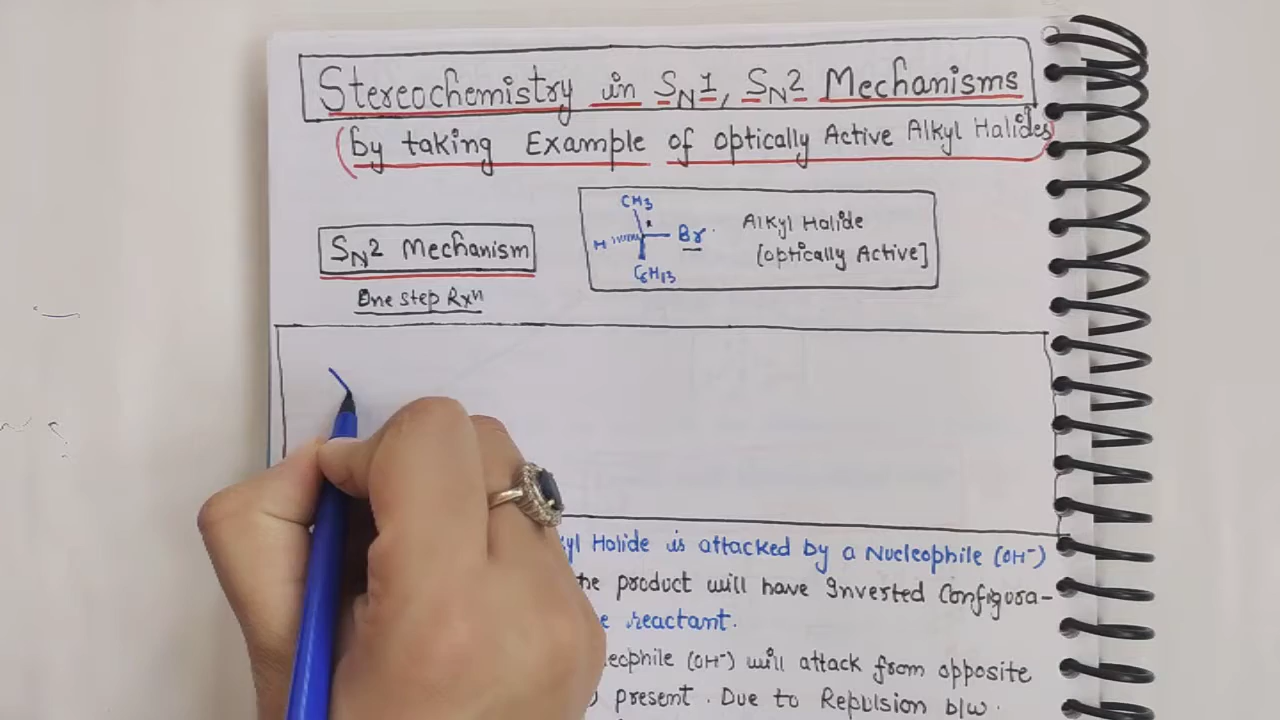 Stereochemistry in SN1, SN2 Mechanisms
(By taking Example of optically Active Alkyl Halides)
CH3
H Br
C6H13
Alkyl Halide
[optically Active]
SN2 Mechanism
One step Rxn
Halide is attacked by a Nucleophile (OH-)
product will have Inverted Configura-
reactant.
(OH-) will attack from opposite
present. Due to Repulsion b/w.